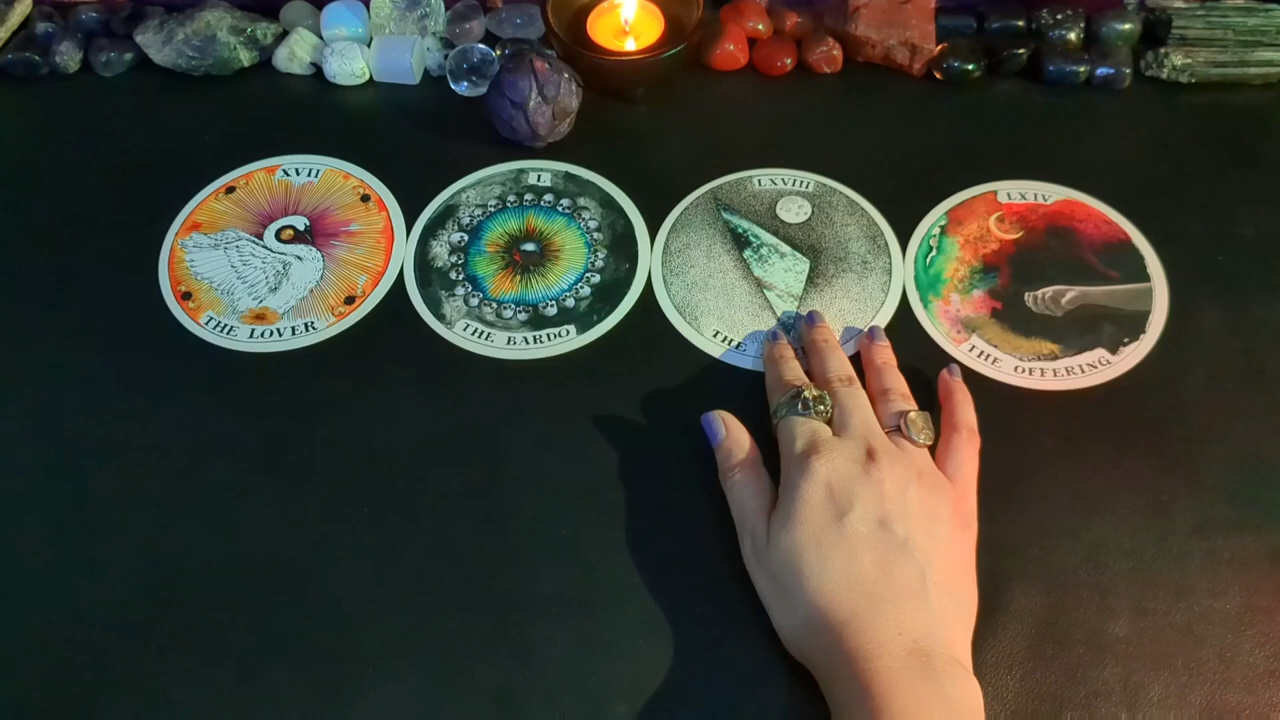 XVII
THE LOVER
L
THE BARDO
LXVIII
THE
LXIV
THE OFFERING